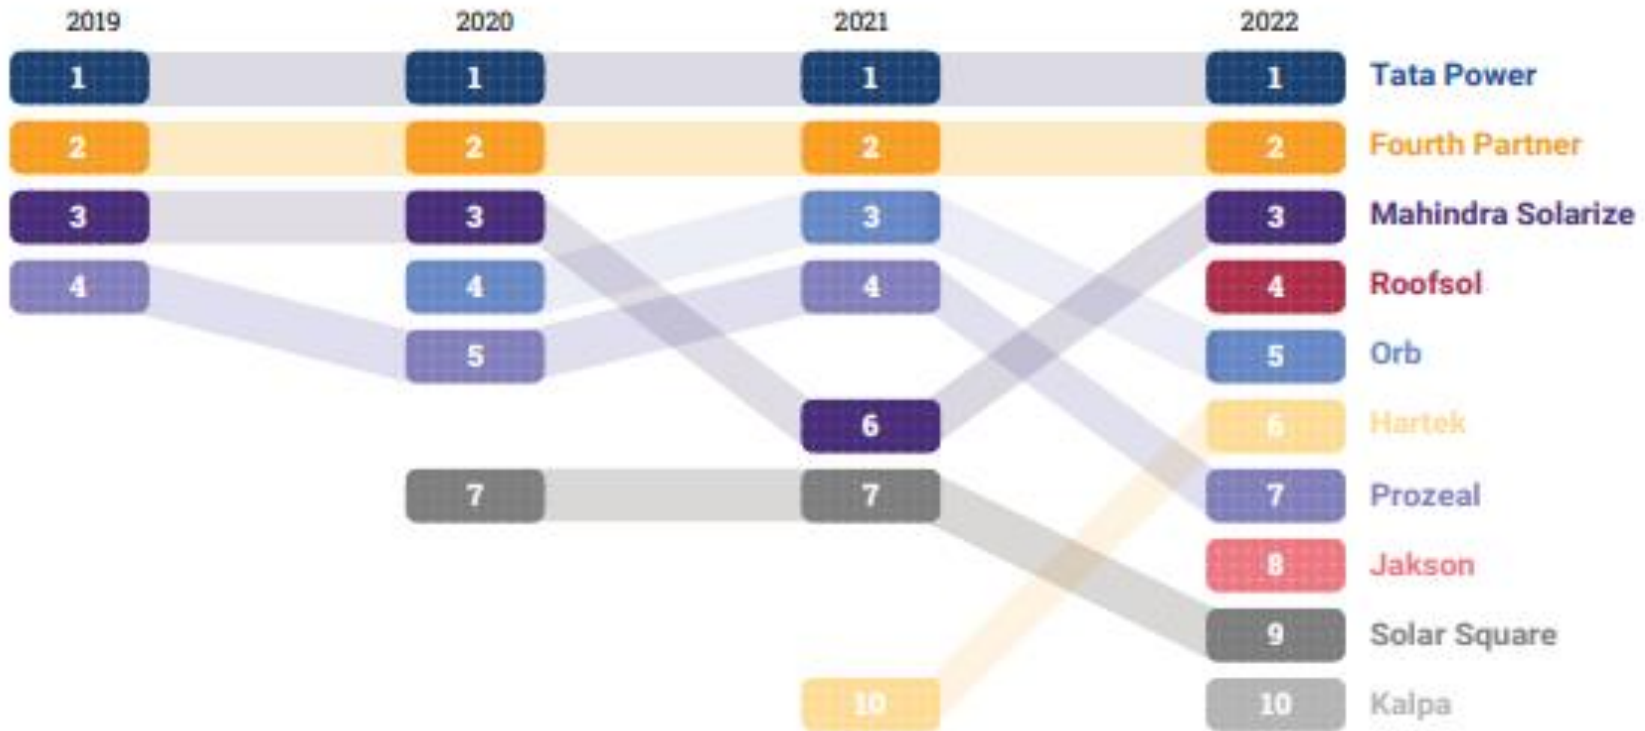 2019 2020 2021 2022
1 1 1 1 Tata Power
2 2 2 2 Fourth Partner
3 3 3 3 Mahindra Solarize
4 4 4 4 Roofsol
5 5 Orb
6 6 Hartek
7 7 7 Prozeal
8 Jakson
9 Solar Square
10 10 Kalpa